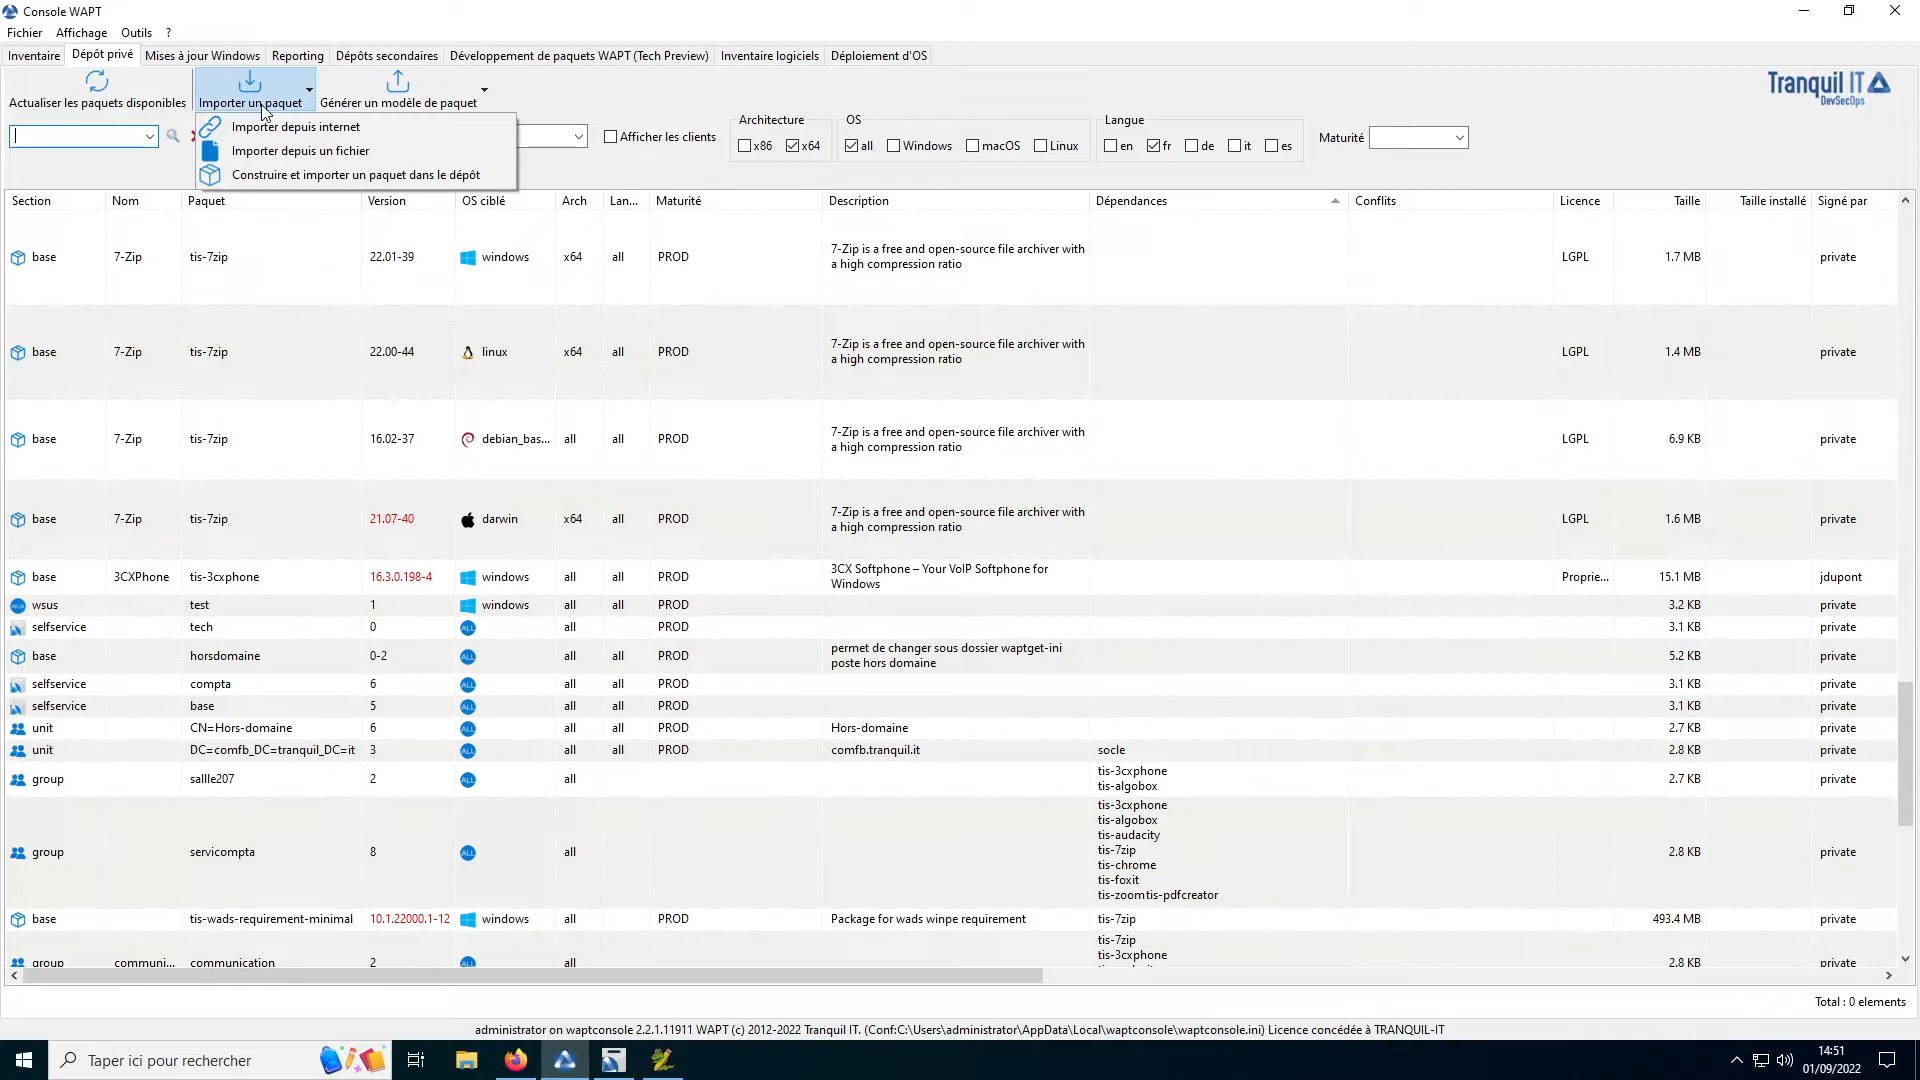 Console WAPT
Fichier Affichage Outils ?
Inventaire Dépôt privé Mises à jour Windows Reporting Dépôts secondaires Développement de paquets WAPT (Tech Preview) Inventaire logiciels Déploiement d'OS
Actualiser les paquets disponibles Importer un paquet Générer un modèle de paquet
Tranquil IT
DevSecOps
Importer depuis internet
Importer depuis un fichier
Construire et importer un paquet dans le dépôt
Afficher les clients
Architecture
x86 x64
OS
all Windows macOS Linux
Langue
en fr de it es
Maturité
Section Nom Paquet Version OS ciblé Arch Lan... Maturité Description Dépendances Conflits Licence Taille Taille installé Signé par
base 7-Zip tis-7zip 22.01-39 windows x64 all PROD 7-Zip is a free and open-source file archiver with LGPL 1.7 MB private
a high compression ratio
base 7-Zip tis-7zip 22.00-44 linux x64 all PROD 7-Zip is a free and open-source file archiver with LGPL 1.4 MB private
a high compression ratio
base 7-Zip tis-7zip 16.02-37 debian_bas... all all PROD 7-Zip is a free and open-source file archiver with LGPL 6.9 KB private
a high compression ratio
base 7-Zip tis-7zip 21.07-40 darwin x64 all PROD 7-Zip is a free and open-source file archiver with LGPL 1.6 MB private
a high compression ratio
base 3CXPhone tis-3cxphone 16.3.0.198-4 windows all all PROD 3CX Softphone – Your VoIP Softphone for Proprie... 15.1 MB jdupont
Windows
WUA wsus test 1 windows all all PROD 3.2 KB private
selfservice tech 0 ALL all PROD 3.1 KB private
base horsdomaine 0-2 ALL all all PROD permet de changer sous dossier waptget-ini 5.2 KB private
poste hors domaine
selfservice compta 6 ALL all all PROD 3.1 KB private
selfservice base 5 ALL all all PROD 3.1 KB private
unit CN=Hors-domaine 6 ALL all all PROD Hors-domaine 2.7 KB private
unit DC=comfb_DC=tranquil_DC=it 3 ALL all all PROD comfb.tranquil.it socle 2.8 KB private
group sallle207 2 ALL all tis-3cxphone 2.7 KB private
tis-algobox
group servicompta 8 ALL all tis-3cxphone 2.8 KB private
tis-algobox
tis-audacity
tis-7zip
tis-chrome
tis-foxit
tis-zoomtis-pdfcreator
base tis-wads-requirement-minimal 10.1.22000.1-12 windows all PROD Package for wads winpe requirement tis-7zip 493.4 MB private
group communi... communication 2 ALL all tis-7zip 2.8 KB private
tis-3cxphone
Total : 0 elements
administrator on waptconsole 2.2.1.11911 WAPT (c) 2012-2022 Tranquil IT. (Conf:C:\Users\administrator\AppData\Local\waptconsole\waptconsole.ini) Licence concédée à TRANQUIL-IT
Taper ici pour rechercher
14:51
01/09/2022